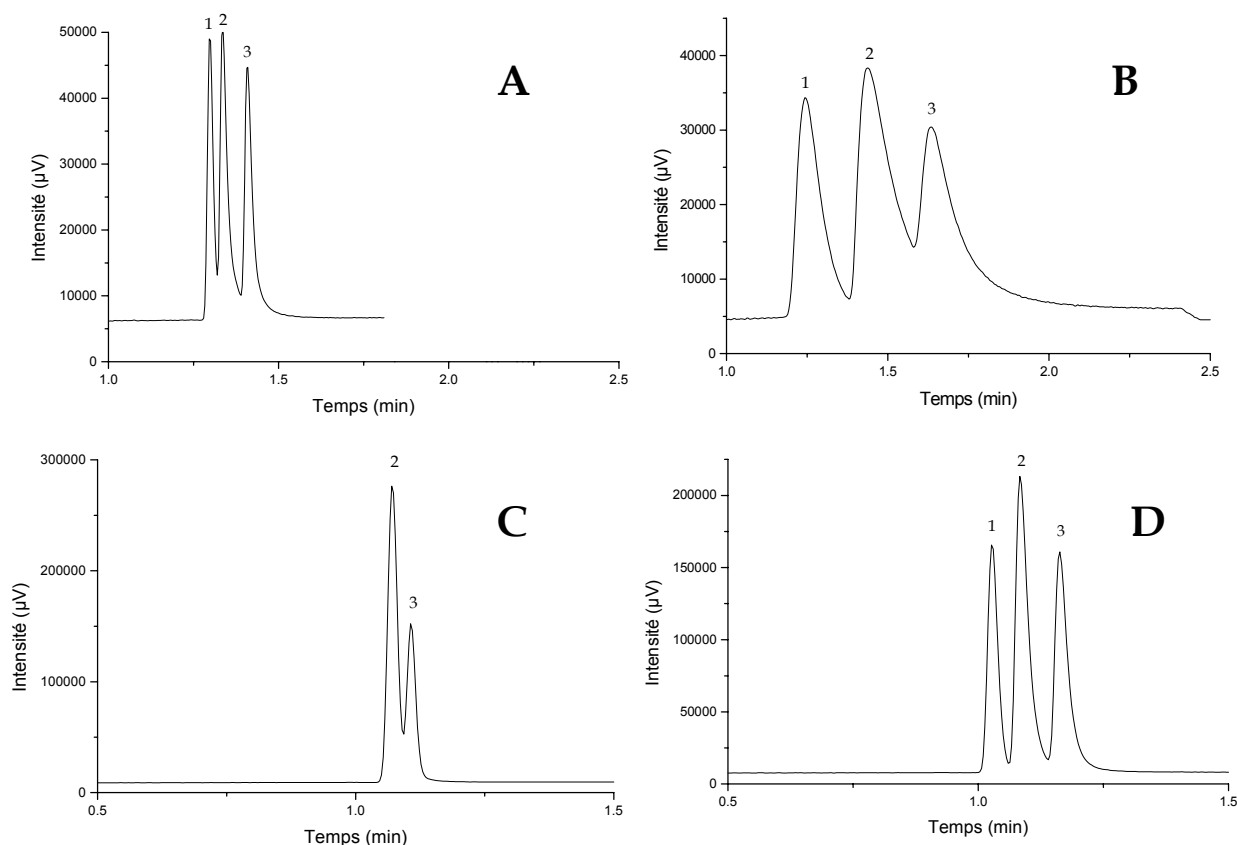 50000
40000
30000
20000
10000
0
Intensité (µV)
1 2
3
A
1.0 1.5 2.0 2.5
Temps (min)
40000
30000
20000
10000
0
Intensité (µV)
1
2
3
B
1.0 1.5 2.0 2.5
Temps (min)
300000
200000
100000
0
Intensité (µV)
2
3
C
0.5 1.0 1.5
Temps (min)
200000
150000
100000
50000
0
Intensité (µV)
1
2
3
D
0.5 1.0 1.5
Temps (min)